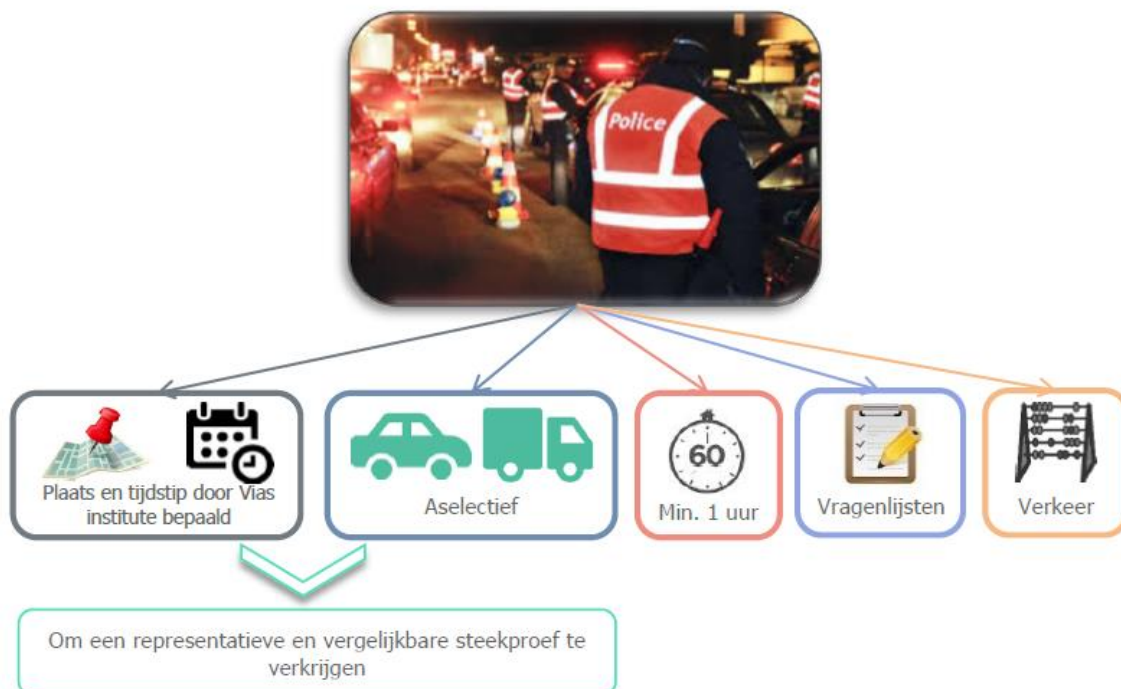 Police
Plaats en tijdstip door Vias
institute bepaald
Aselectief
60
Min. 1 uur
Vragenlijsten
Verkeer
Om een representatieve en vergelijkbare steekproef te
verkrijgen